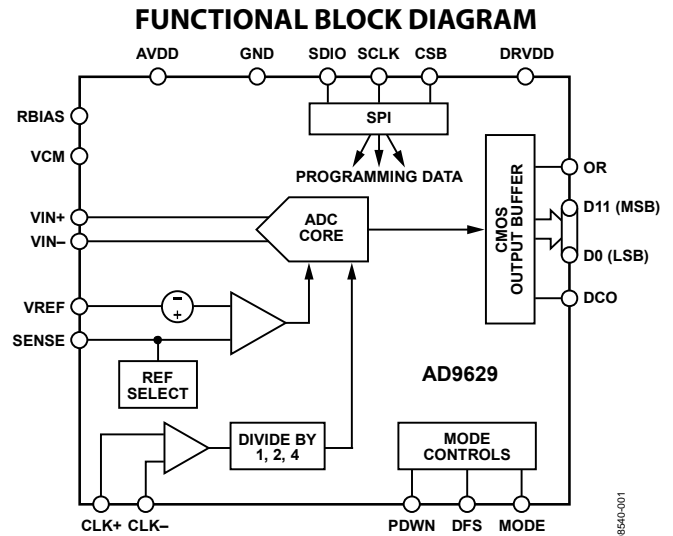 FUNCTIONAL BLOCK DIAGRAM
AVDD GND SDIO SCLK CSB DRVDD
RBIAS
SPI
VCM
PROGRAMMING DATA
OR
VIN+
ADC
CORE
CMOS
OUTPUT BUFFER
D11 (MSB)
VIN–
D0 (LSB)
VREF
–
+
DCO
SENSE
REF
SELECT
AD9629
DIVIDE BY
1, 2, 4
MODE
CONTROLS
CLK+ CLK– PDWN DFS MODE
08540-001